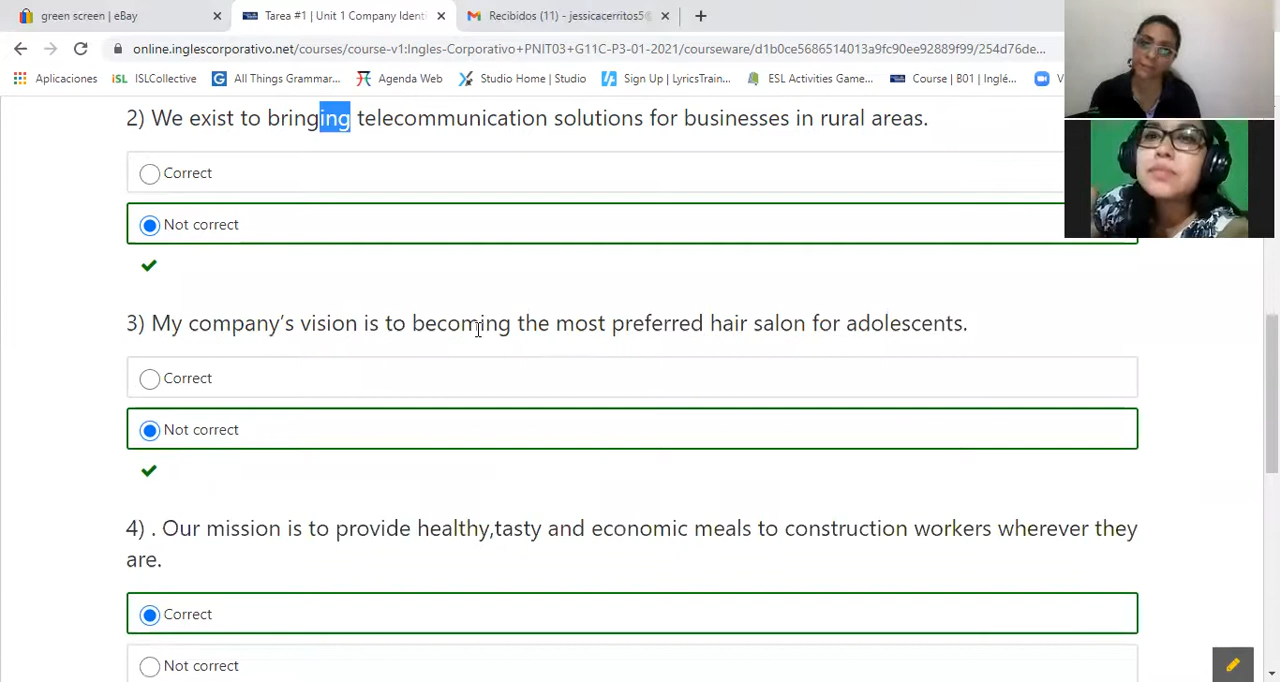 green screen | eBay
Tarea #1 | Unit 1 Company Identi
Recibidos (11) - jessicacerritos5
online.inglescorporativo.net/courses/course-v1:Ingles-Corporativo+PNIT03+G11C-P3-01-2021/courseware/d1b0ce5686514013a9fc90ee92889f99/254d76de...
Aplicaciones iSL ISLCollective G All Things Grammar... Agenda Web Studio Home | Studio Sign Up | LyricsTrain... ESL Activities Game... Course | B01 | Inglé... V
2) We exist to bringing telecommunication solutions for businesses in rural areas.
Correct
Not correct
3) My company’s vision is to becoming the most preferred hair salon for adolescents.
Correct
Not correct
4) . Our mission is to provide healthy,tasty and economic meals to construction workers wherever they
are.
Correct
Not correct